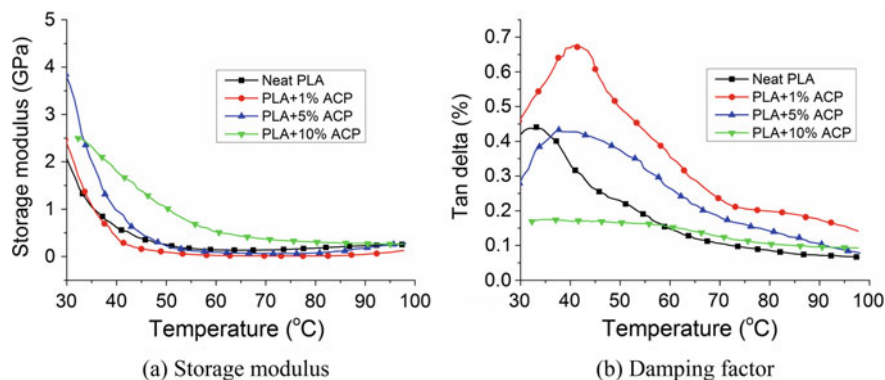 (a)
5
4
3
2
1
0
Storage modulus (GPa)
Neat PLA
PLA+1% ACP
PLA+5% ACP
PLA+10% ACP
30 40 50 60 70 80 90 100
Temperature (°C)
(a) Storage modulus
(b)
0.7
0.6
0.5
0.4
0.3
0.2
0.1
0.0
Tan delta (%)
Neat PLA
PLA+1% ACP
PLA+5% ACP
PLA+10% ACP
30 40 50 60 70 80 90 100
Temperature (°C)
(b) Damping factor